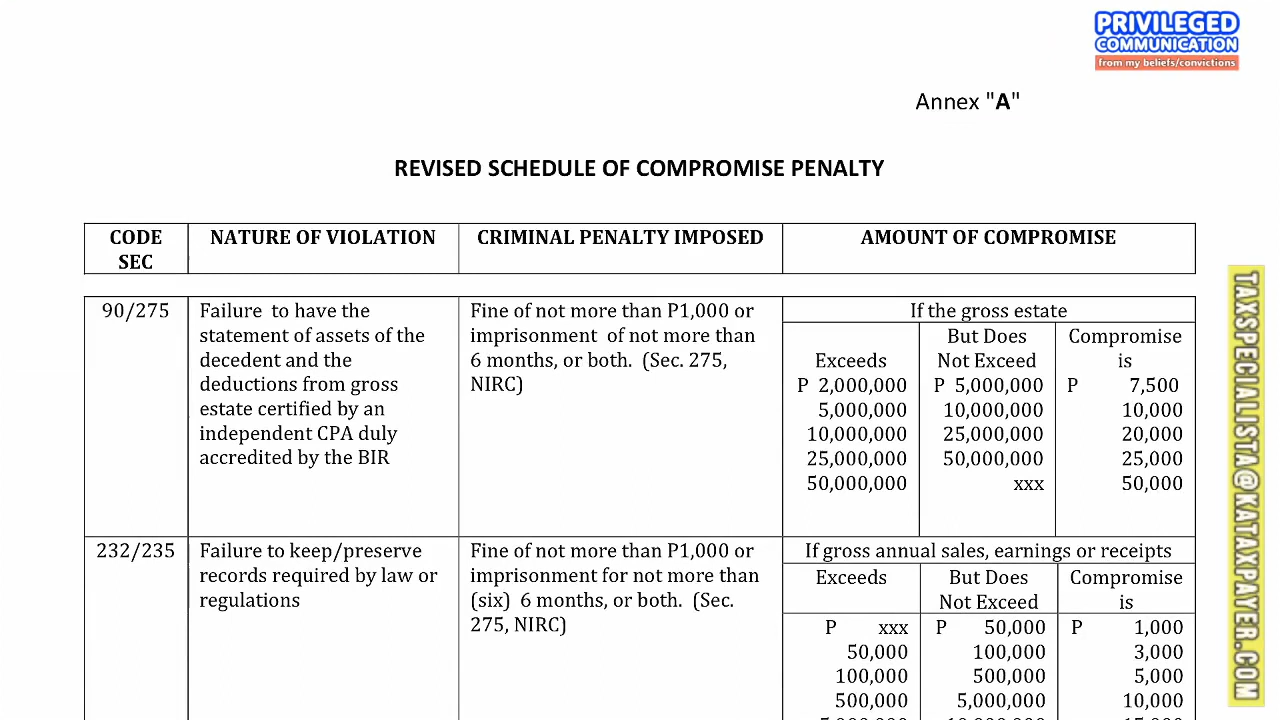 PRIVILEGED
COMMUNICATION
from my beliefs/convictions
Annex "A"
REVISED SCHEDULE OF COMPROMISE PENALTY
CODE SEC
NATURE OF VIOLATION
CRIMINAL PENALTY IMPOSED
AMOUNT OF COMPROMISE
90/275
Failure to have the
statement of assets of the
decedent and the
deductions from gross
estate certified by an
independent CPA duly
accredited by the BIR
Fine of not more than P1,000 or
imprisonment of not more than
6 months, or both. (Sec. 275,
NIRC)
If the gross estate
Exceeds But Does Not Exceed Compromise is
P 2,000,000 P 5,000,000 P 7,500
5,000,000 10,000,000 10,000
10,000,000 25,000,000 20,000
25,000,000 50,000,000 25,000
50,000,000 xxx 50,000
232/235
Failure to keep/preserve
records required by law or
regulations
Fine of not more than P1,000 or
imprisonment for not more than
(six) 6 months, or both. (Sec.
275, NIRC)
If gross annual sales, earnings or receipts
Exceeds But Does Not Exceed Compromise is
P xxx P 50,000 P 1,000
50,000 100,000 3,000
100,000 500,000 5,000
500,000 5,000,000 10,000
TAXSPECIALISTA@KATAXPAYER.COM